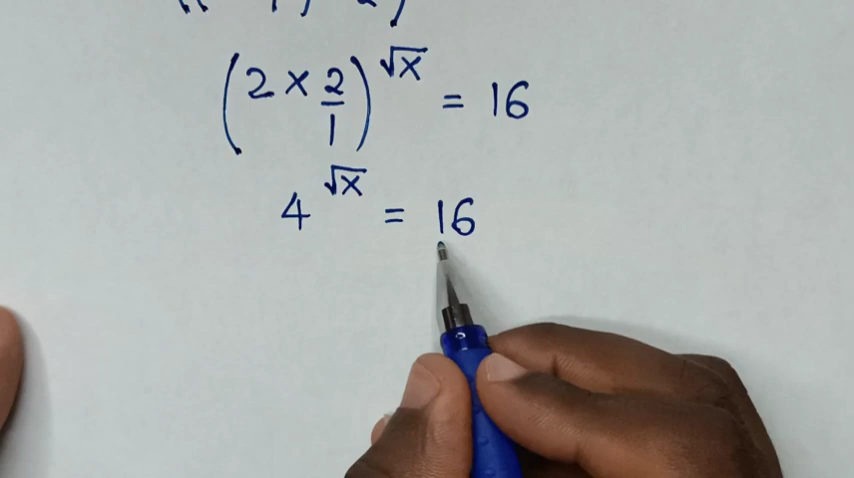 (2 × 2/1)^√x = 16
4^√x = 16